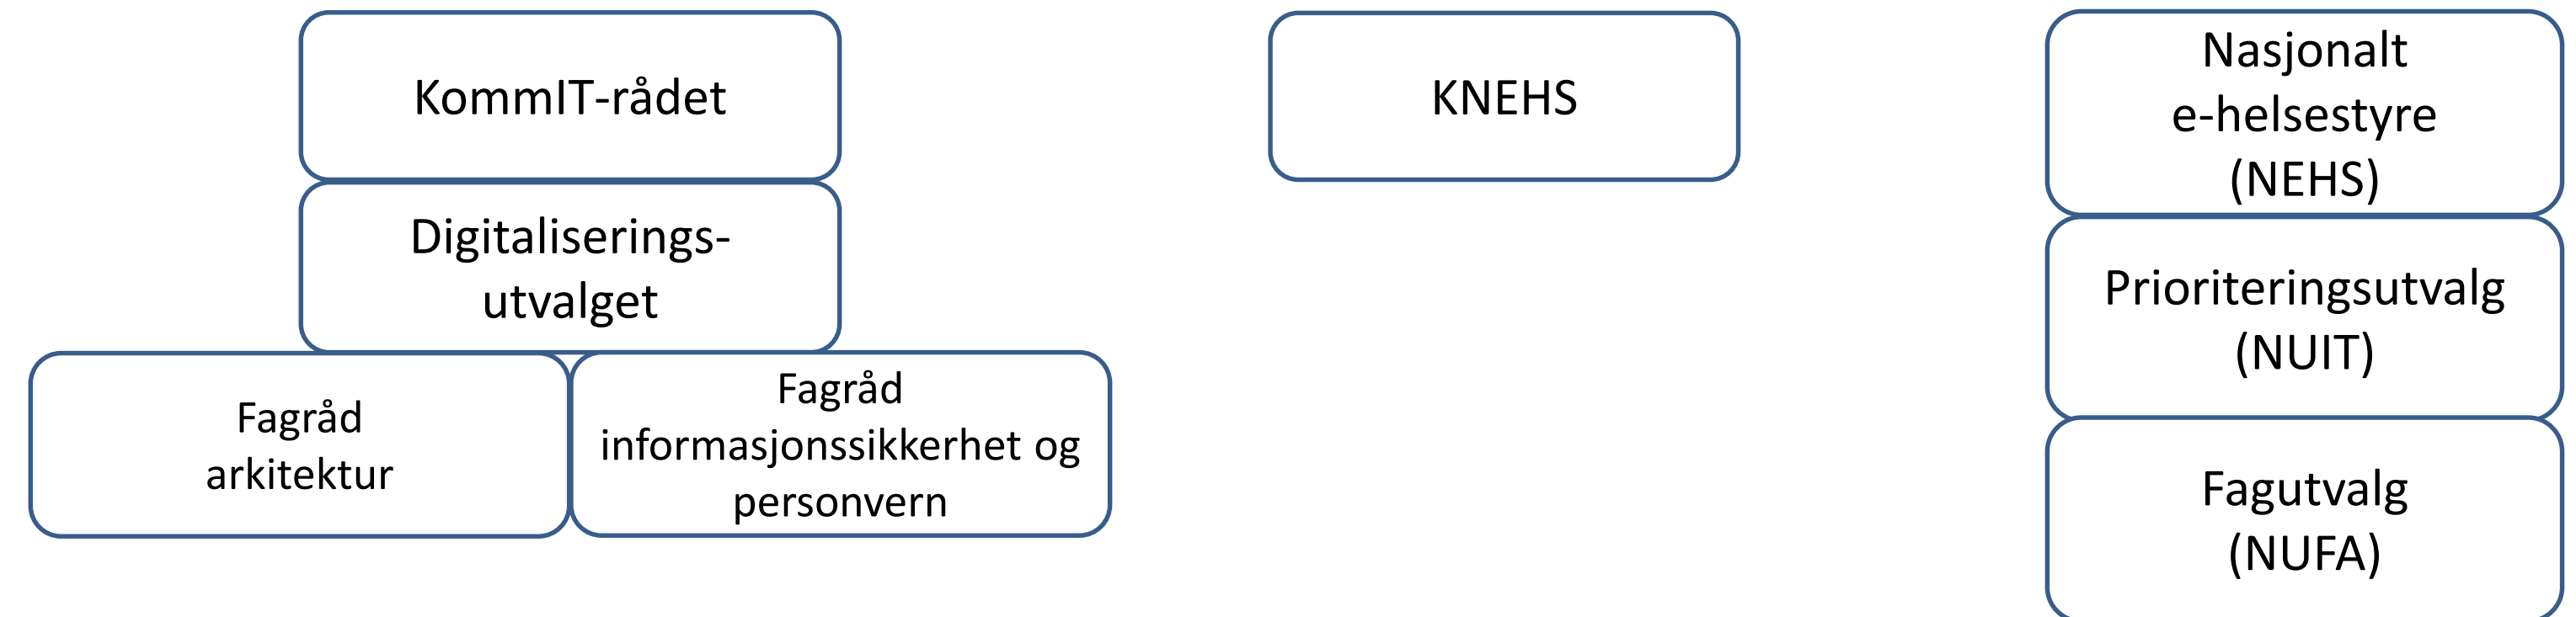 KommIT-rådet
Digitaliserings-
utvalget
Fagråd
arkitektur
Fagråd
informasjonssikkerhet og
personvern
KNEHS
Nasjonalt
e-helsestyre
(NEHS)
Prioriteringsutvalg
(NUIT)
Fagutvalg
(NUFA)